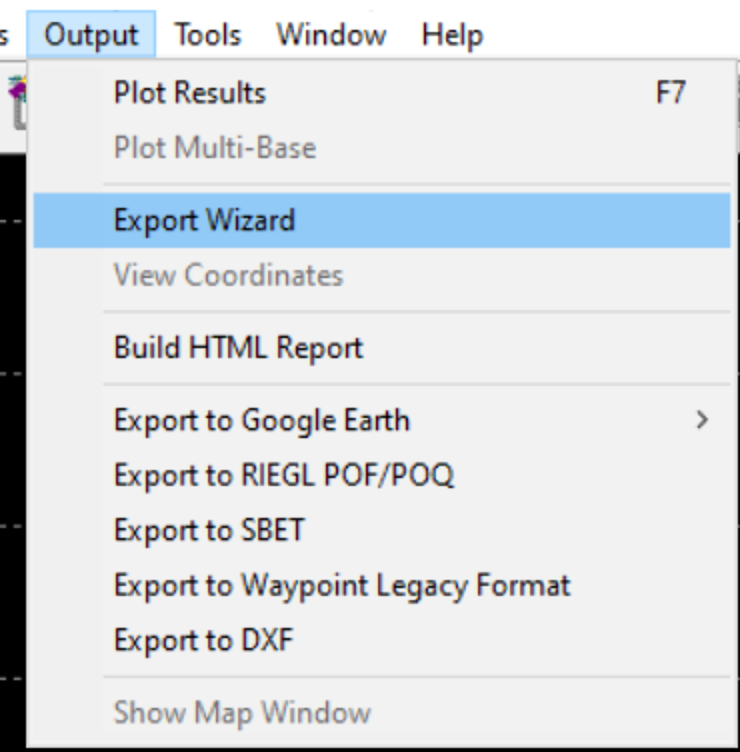 s Output Tools Window Help
Plot Results F7
Plot Multi-Base
Export Wizard
View Coordinates
Build HTML Report
Export to Google Earth
Export to RIEGL POF/POQ
Export to SBET
Export to Waypoint Legacy Format
Export to DXF
Show Map Window